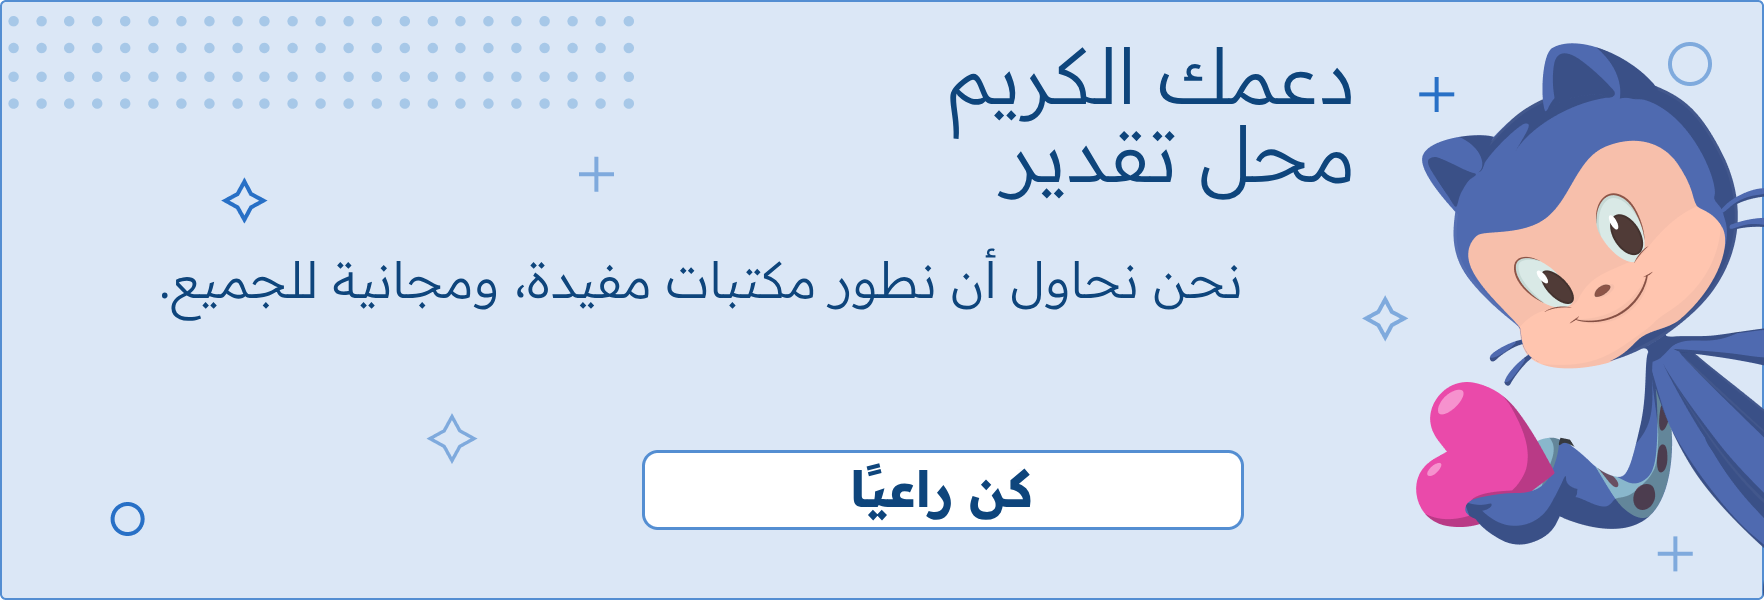 دعمك الكريم
محل تقدير
نحن نحاول أن نطور مكتبات مفيدة، ومجانية للجميع.
كن راعيًا